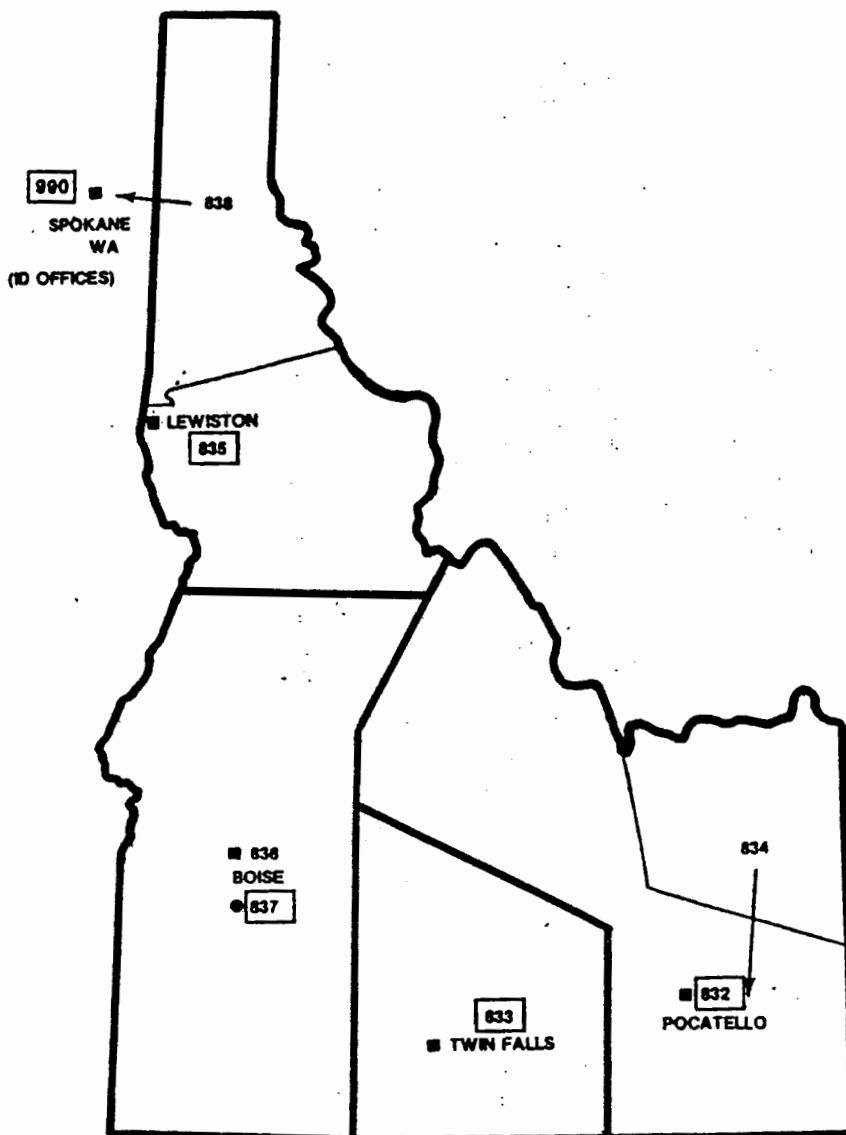 990
838
SPOKANE
WA
(ID OFFICES)
LEWISTON
835
836
BOISE
837
834
832
POCATELLO
833
TWIN FALLS